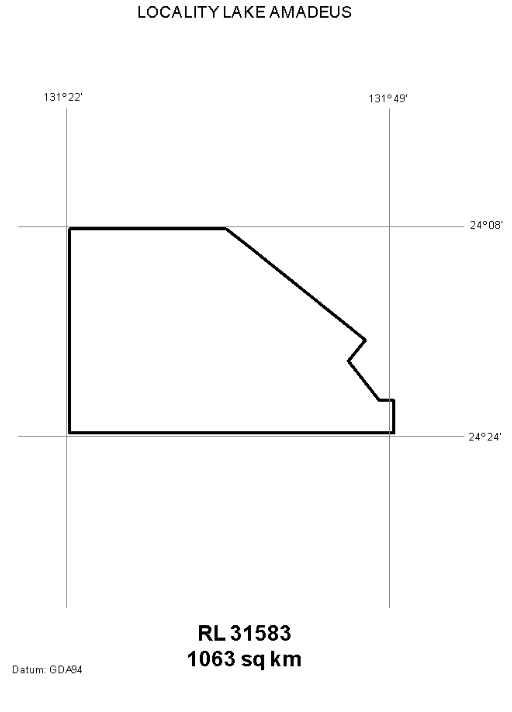 LOCALITY LAKE AMADEUS
131°22'
131°49'
24°08'
24°24'
RL 31583
1063 sq km
Datum: GDA94